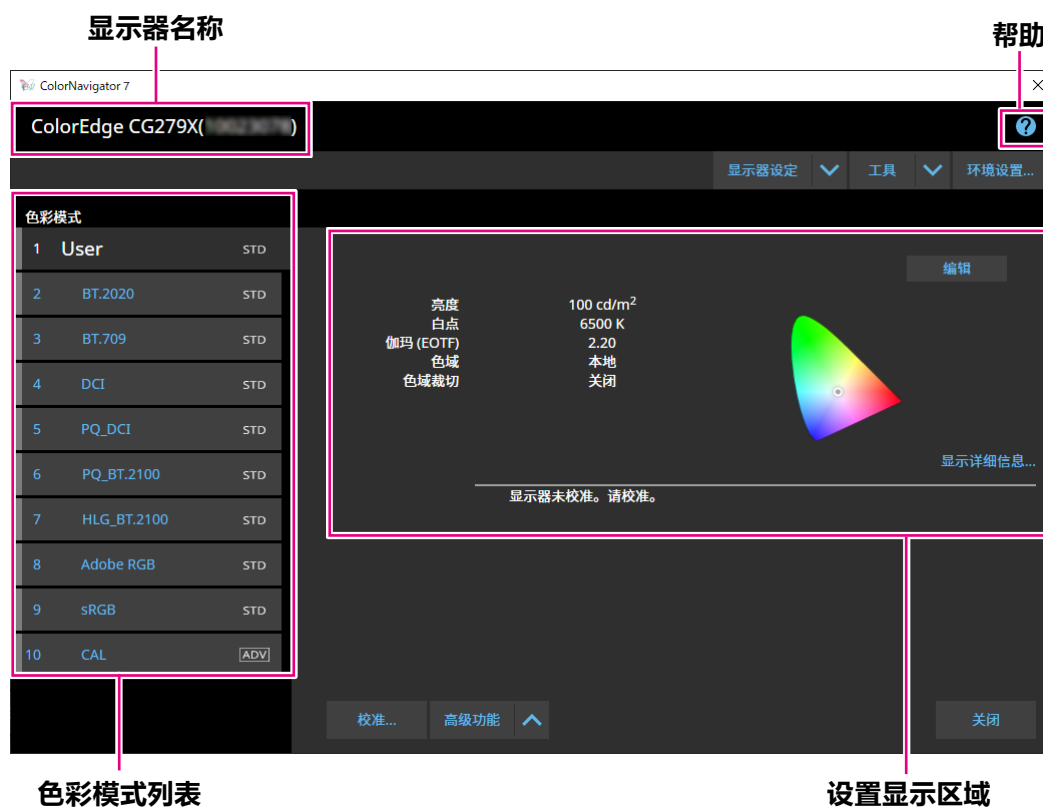 显示器名称
帮助
ColorNavigator 7
ColorEdge CG279X( )
显示器设定
工具
环境设置...
色彩模式
1 User STD
2 BT.2020 STD
3 BT.709 STD
4 DCI STD
5 PQ_DCI STD
6 PQ_BT.2100 STD
7 HLG_BT.2100 STD
8 Adobe RGB STD
9 sRGB STD
10 CAL ADV
编辑
亮度 100 cd/m²
白点 6500 K
伽玛 (EOTF) 2.20
色域 本地
色域裁切 关闭
显示详细信息...
显示器未校准。请校准。
校准...
高级功能
关闭
色彩模式列表
设置显示区域